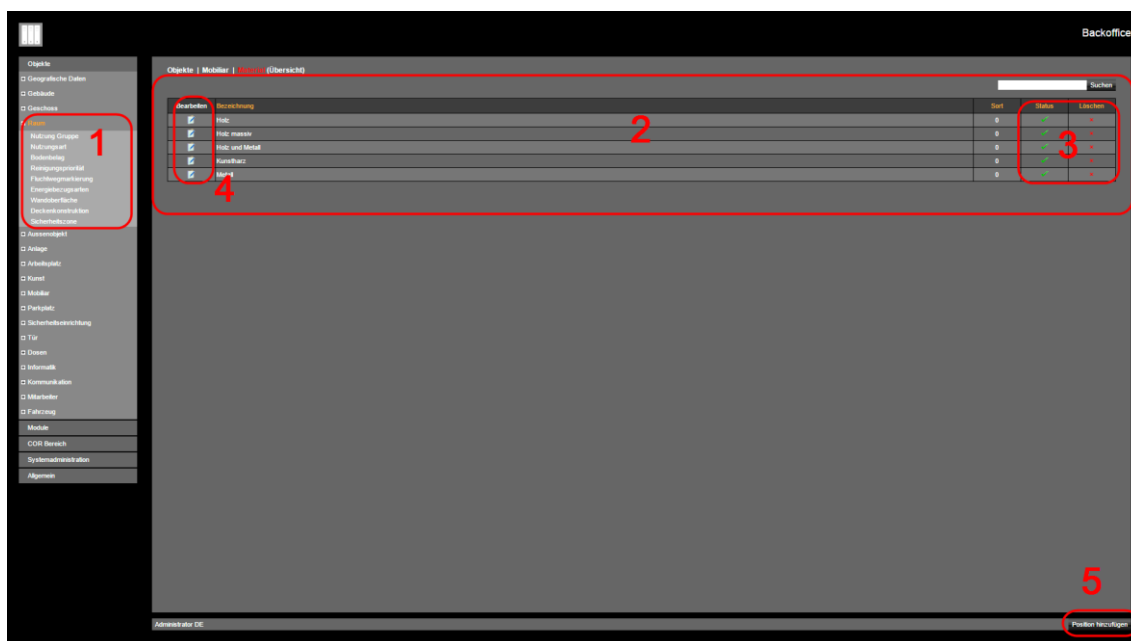 Backoffice
Objekte
Geografische Daten
Gebäude
Geschoss
Raum
Nutzung Gruppe
Nutzungsart
Bodenbelag
Reinigungspriorität
Fluchtwegmarkierung
Energiebezugsarten
Wandoberfläche
Deckenkonstruktion
Sicherheitszone
1
Aussenobjekt
Anlage
Arbeitsplatz
Kunst
Mobiliar
Parkplatz
Sicherheitseinrichtung
Tür
Dosen
Informatik
Kommunikation
Mitarbeiter
Fahrzeug
Module
COR Bereich
Systemadministration
Allgemein
Objekte | Mobiliar | (Übersicht)
Suchen
Bearbeiten Bezeichnung Sort Status Löschen
Holz 0
Holz massiv 0
Holz und Metall 0
Kunstharz 0
Metall 0
2
3
4
5
Administrator DE Position hinzufügen